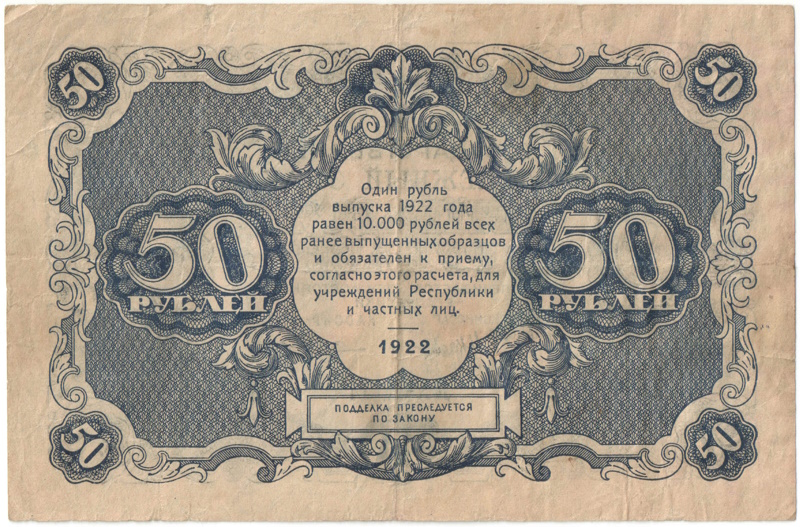 50
50
Один рубль
выпуска 1922 года
равен 10.000 рублей всех
ранее выпущенных образцов
и обязателен к приему,
согласно этого расчета, для
учреждений Республики
и частных лиц.
50
РУБЛЕЙ
50
РУБЛЕЙ
1922
ПОДДЕЛКА ПРЕСЛЕДУЕТСЯ
ПО ЗАКОНУ
50
50